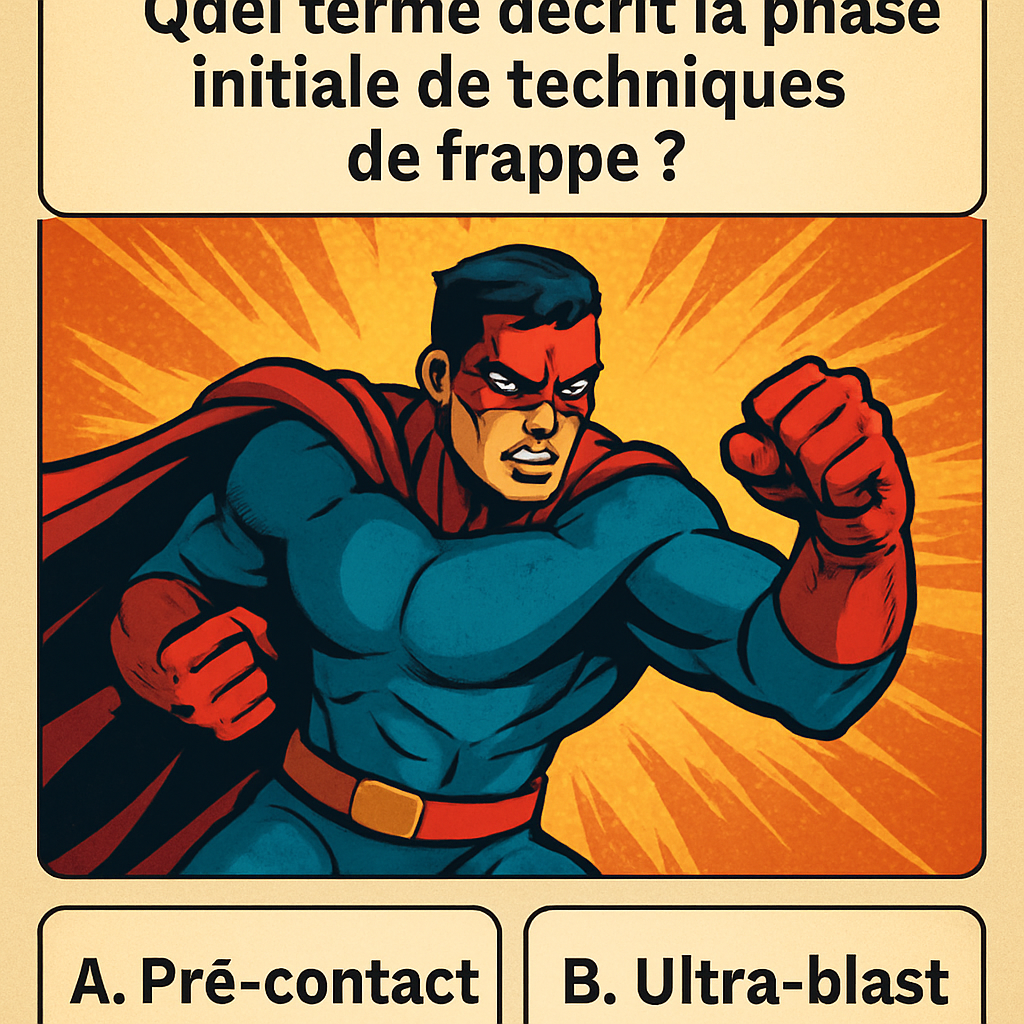 Qdel terme décrit la phase
initiale de techniques
de frappe ?
A. Pré-contact
B. Ultra-blast